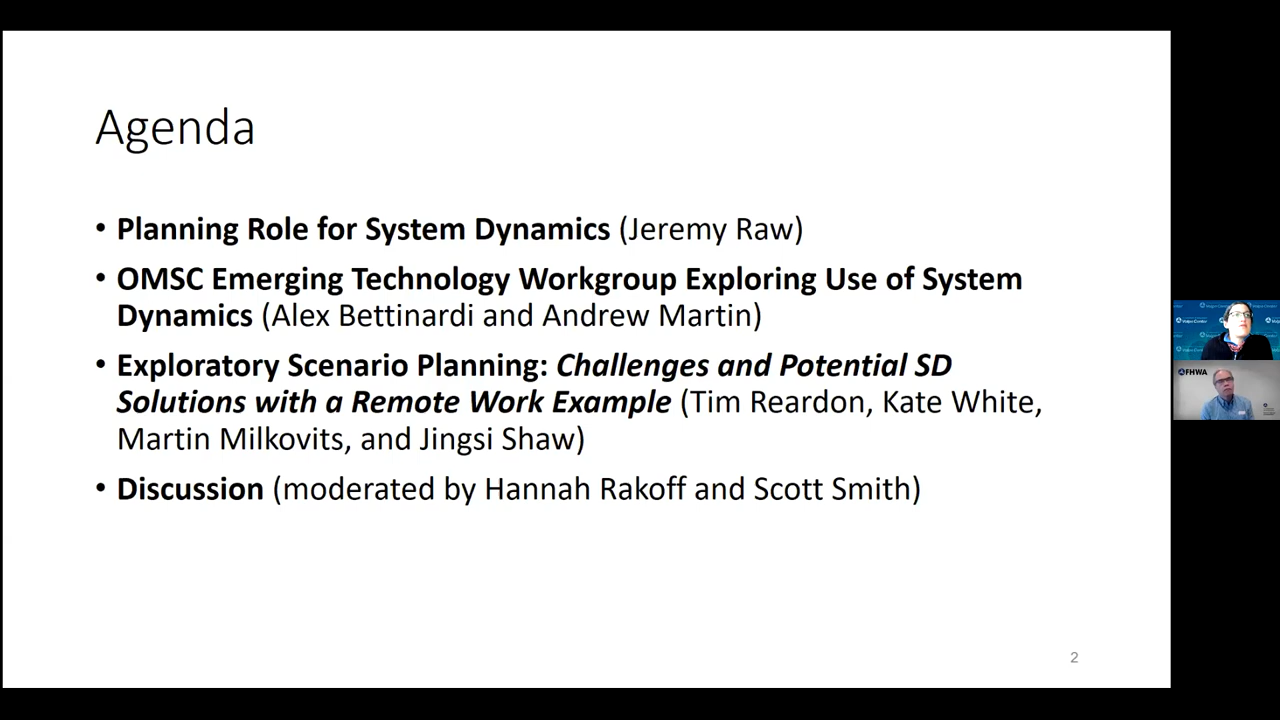 Agenda
• Planning Role for System Dynamics (Jeremy Raw)
• OMSC Emerging Technology Workgroup Exploring Use of System
Dynamics (Alex Bettinardi and Andrew Martin)
• Exploratory Scenario Planning: Challenges and Potential SD
Solutions with a Remote Work Example (Tim Reardon, Kate White,
Martin Milkovits, and Jingsi Shaw)
• Discussion (moderated by Hannah Rakoff and Scott Smith)
FHWA
2